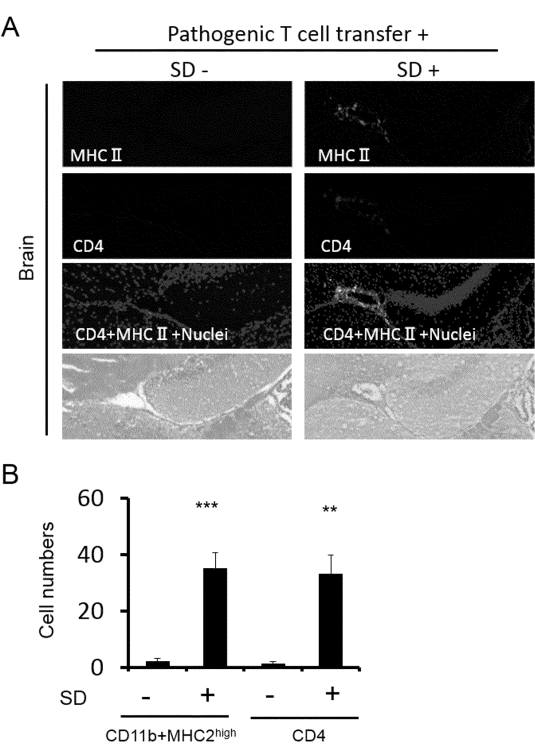 A
Pathogenic T cell transfer +
SD -
SD +
Brain
MHC Ⅱ
MHC Ⅱ
CD4
CD4
CD4+MHC Ⅱ +Nuclei
CD4+MHC Ⅱ +Nuclei
B
Cell numbers
60
40
20
0
***
**
SD
- + - +
CD11b+MHC2high
CD4